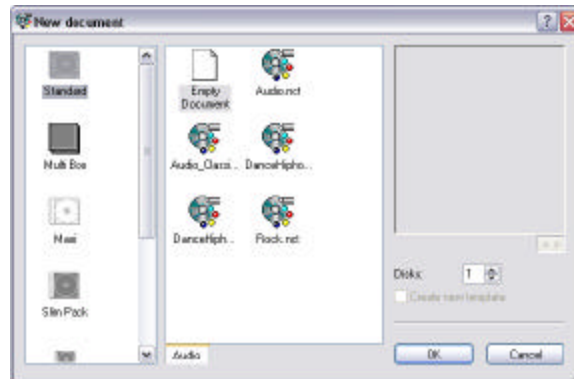 New document
Standard
Multi Box
Maxi
Slim Pack
Empty Document
Audio.nct
Audio_Classi...
DanceHipho...
DanceHiph...
Rock.nct
Audio
Disks: 1
Create new template
OK
Cancel